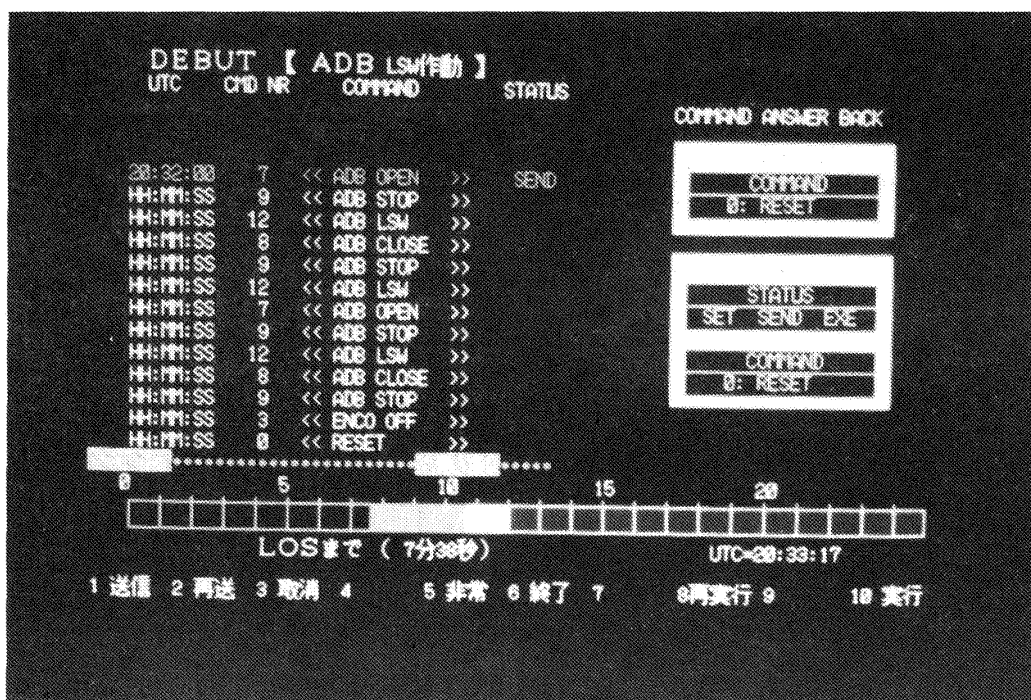 DEBUT 【 ADB LSW作動 】
UTC CMD NR COMMAND STATUS
20:32:00 7 << ADB OPEN >> SEND
HH:MM:SS 9 << ADB STOP >>
HH:MM:SS 12 << ADB LSW >>
HH:MM:SS 8 << ADB CLOSE >>
HH:MM:SS 9 << ADB STOP >>
HH:MM:SS 12 << ADB LSW >>
HH:MM:SS 7 << ADB OPEN >>
HH:MM:SS 9 << ADB STOP >>
HH:MM:SS 12 << ADB LSW >>
HH:MM:SS 8 << ADB CLOSE >>
HH:MM:SS 9 << ADB STOP >>
HH:MM:SS 3 << ENCO OFF >>
HH:MM:SS 0 << RESET >>
COMMAND ANSWER BACK
COMMAND
0: RESET
STATUS
SET SEND EXE
COMMAND
0: RESET
0 5 10 15 20
LOSまで ( 7分38秒)
UTC=20:33:17
1 送信 2 再送 3 取消 4 5 非常 6 終了 7 8再実行 9 10 実行